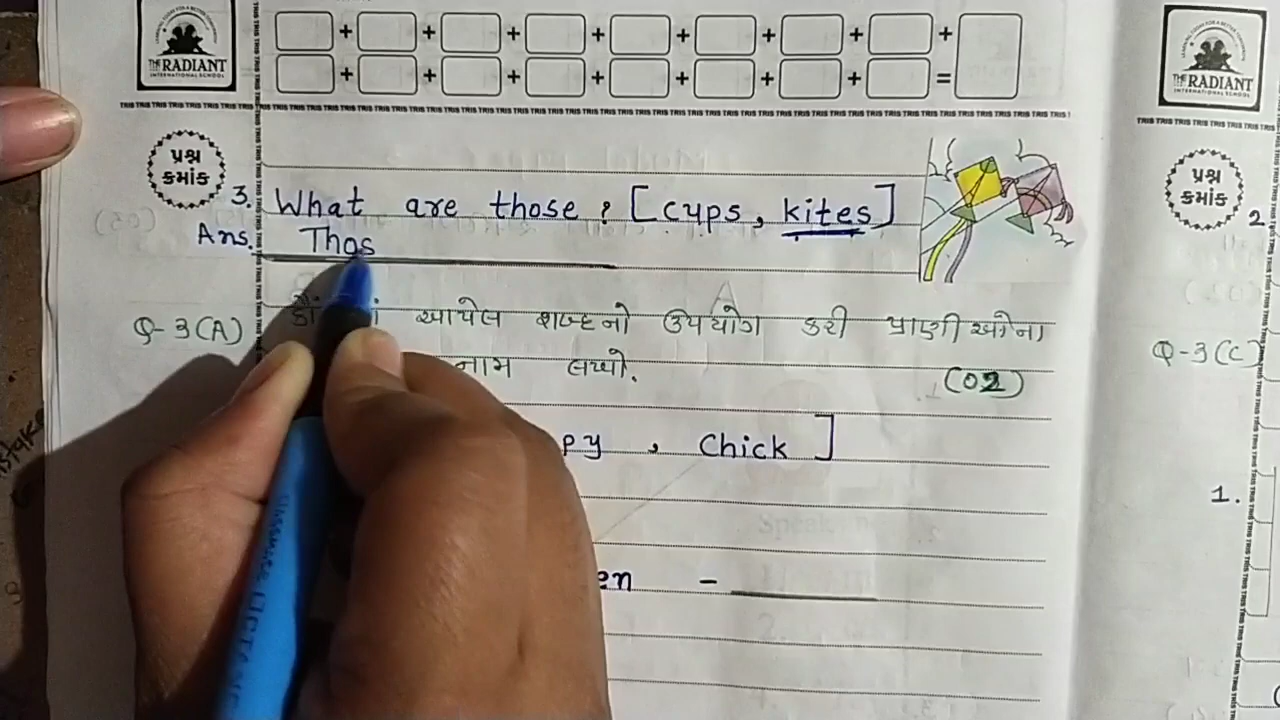 THE RADIANT
INTERNATIONAL SCHOOL
THE RADIANT
INTERNATIONAL SCHOOL
+ + + + + + + +
+ + + + + + + =
પ્રશ્ન
ક્રમાંક
પ્રશ્ન
ક્રમાંક
3. What are those ? [cups, kites]
2
Ans. Thos
Q-3(A) આપેલ શબ્દનો ઉપયોગ કરી પ્રાણીઓના
Q-3(C)
નામ લખો. (02)
py , Chick ]
1.
en -